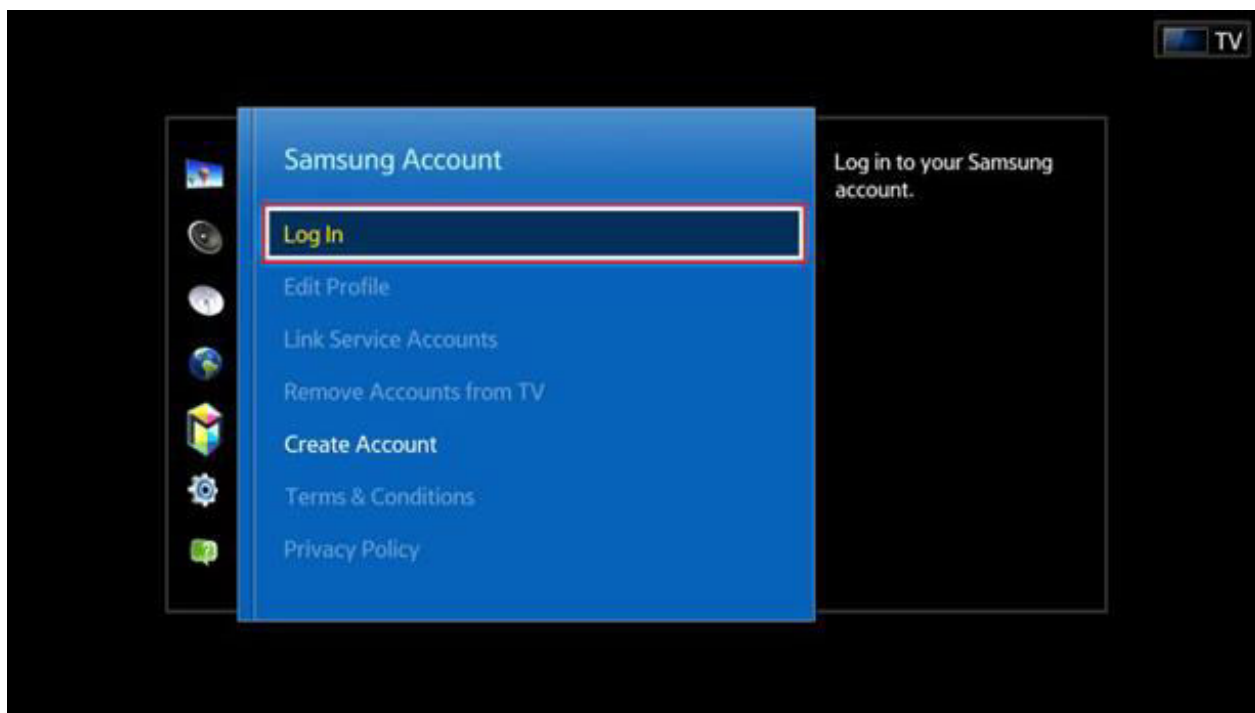 TV
Samsung Account
Log In
Edit Profile
Link Service Accounts
Remove Accounts from TV
Create Account
Terms & Conditions
Privacy Policy
Log in to your Samsung
account.